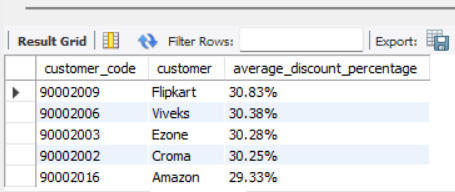 Result Grid Filter Rows: Export:
customer_code customer average_discount_percentage
90002009 Flipkart 30.83%
90002006 Viveks 30.38%
90002003 Ezone 30.28%
90002002 Croma 30.25%
90002016 Amazon 29.33%